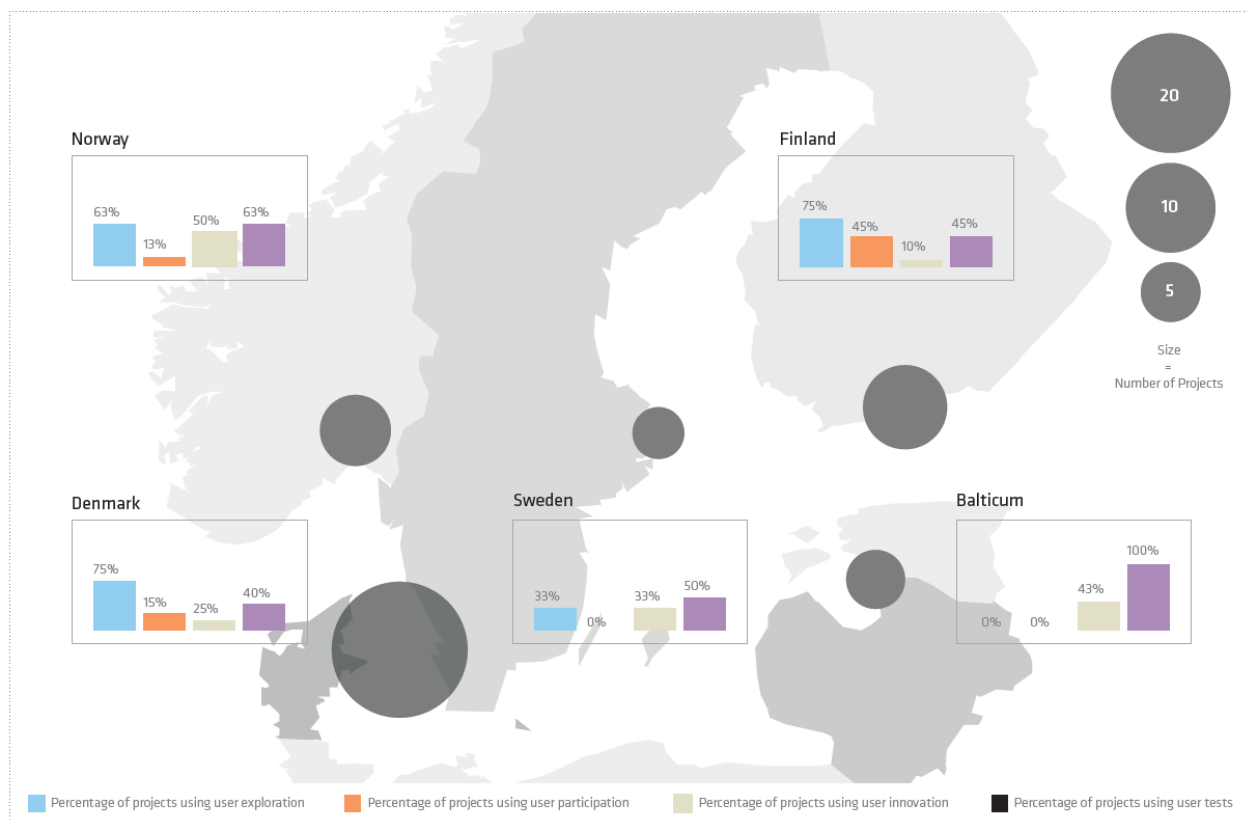 20
10
5
Size
=
Number of Projects
Norway
63%
13%
50%
63%
Finland
75%
45%
10%
45%
Denmark
75%
15%
25%
40%
Sweden
33%
0%
33%
50%
Balticum
0%
0%
43%
100%
Percentage of projects using user exploration
Percentage of projects using user participation
Percentage of projects using user innovation
Percentage of projects using user tests